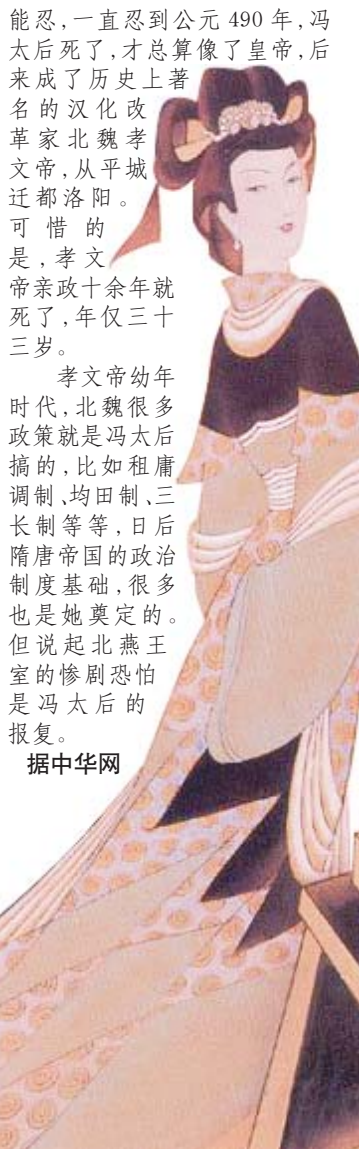 能忍,一直忍到公元 490 年,冯
太后死了,才总算像了皇帝,后
来成了历史上著
名的汉化改
革家北魏孝
文帝,从平城
迁都洛阳。
可惜的
是,孝文
帝亲政十余年就
死了,年仅三十
三岁。
孝文帝幼年
时代,北魏很多
政策就是冯太后
搞的,比如租庸
调制、均田制、三
长制等等,日后
隋唐帝国的政治
制度基础,很多
也是她奠定的。
但说起北燕王
室的惨剧恐怕
是冯太后的
报复。
据中华网